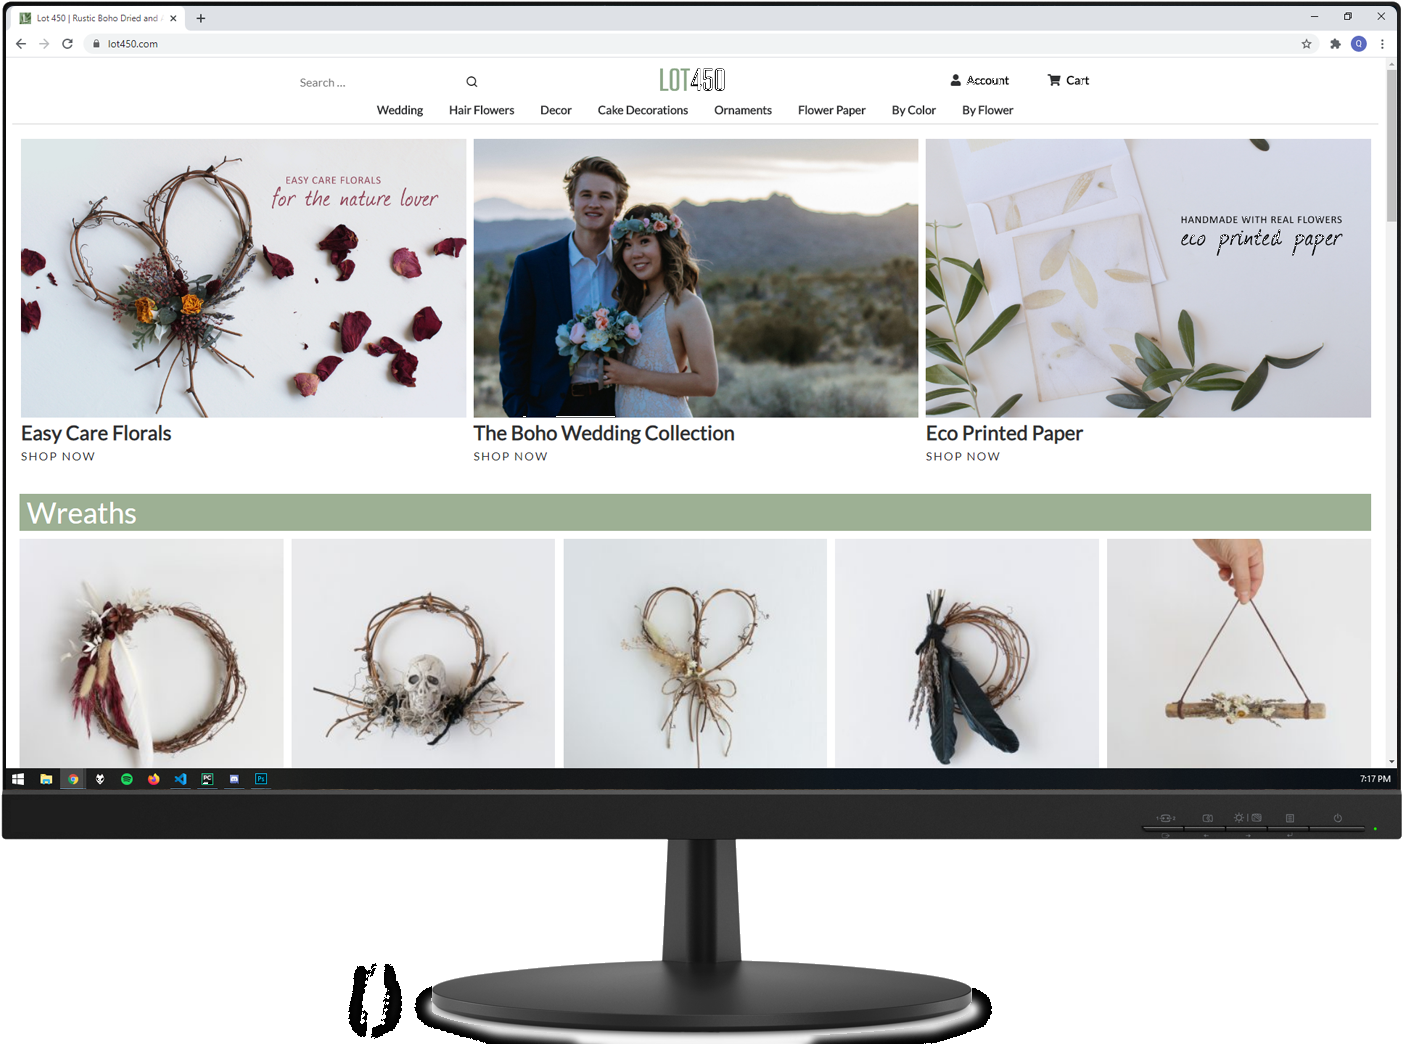 Lot 450 | Rustic Boho Dried and
lot450.com
Q
Search ...
LOT450
Account
Cart
Wedding Hair Flowers Decor Cake Decorations Ornaments Flower Paper By Color By Flower
EASY CARE FLORALS
for the nature lover
HANDMADE WITH REAL FLOWERS
eco printed paper
Easy Care Florals
SHOP NOW
The Boho Wedding Collection
SHOP NOW
Eco Printed Paper
SHOP NOW
Wreaths
PC
Ps
7:17 PM